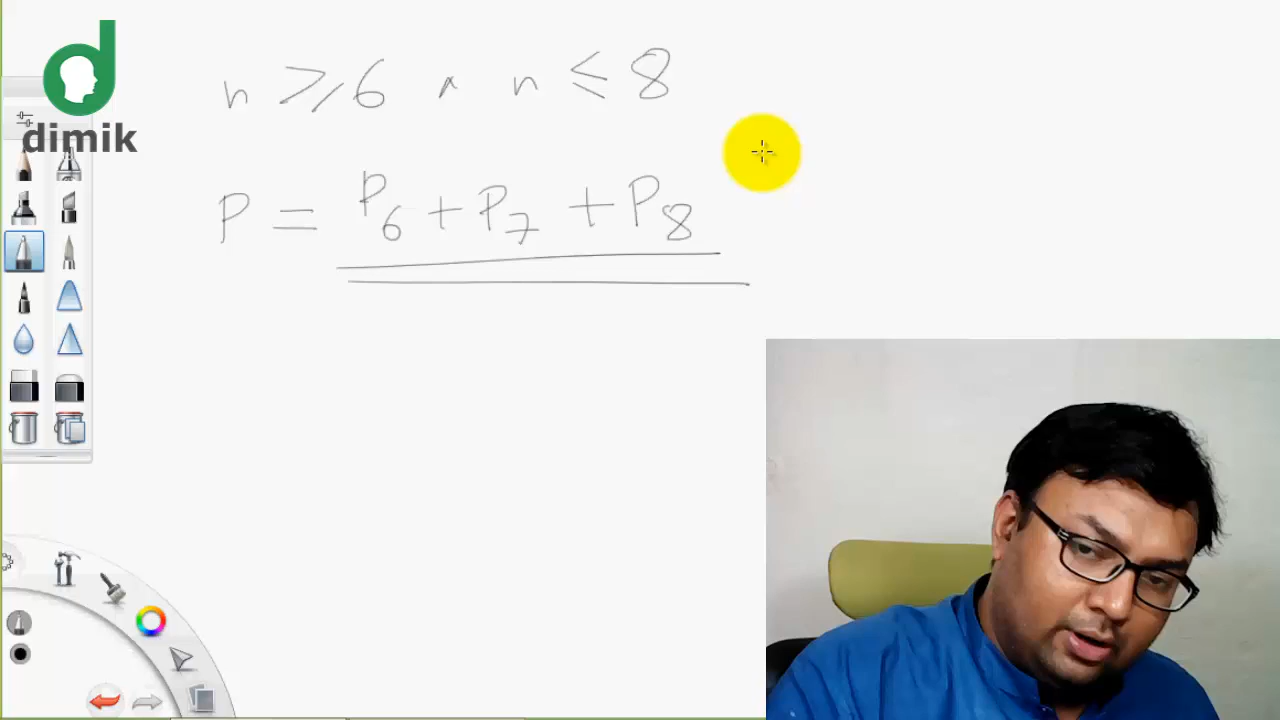 dimik
n ≥ 6 ^ n ≤ 8
P = P₆ + P₇ + P₈